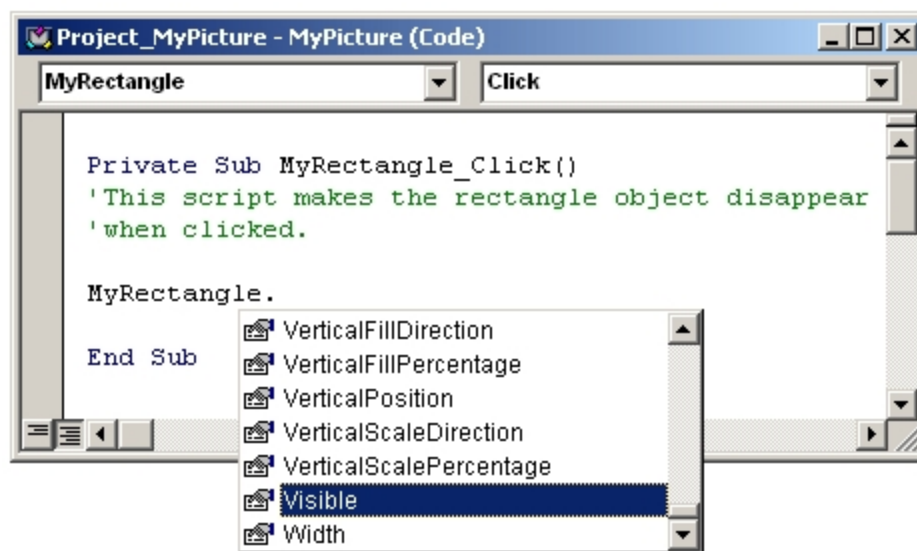 Project_MyPicture - MyPicture (Code)
MyRectangle Click
Private Sub MyRectangle_Click()
'This script makes the rectangle object disappear
'when clicked.
MyRectangle.
End Sub
VerticalFillDirection
VerticalFillPercentage
VerticalPosition
VerticalScaleDirection
VerticalScalePercentage
Visible
Width